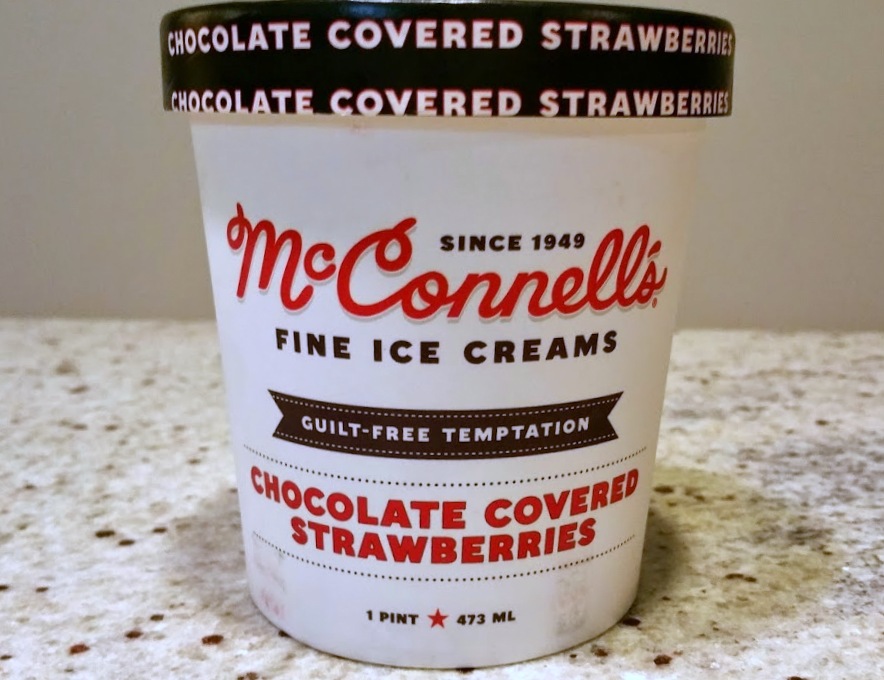 CHOCOLATE COVERED STRAWBERRIES
CHOCOLATE COVERED STRAWBERRIES
SINCE 1949
McConnell's®
FINE ICE CREAMS
GUILT-FREE TEMPTATION
CHOCOLATE COVERED
STRAWBERRIES
1 PINT ★ 473 ML